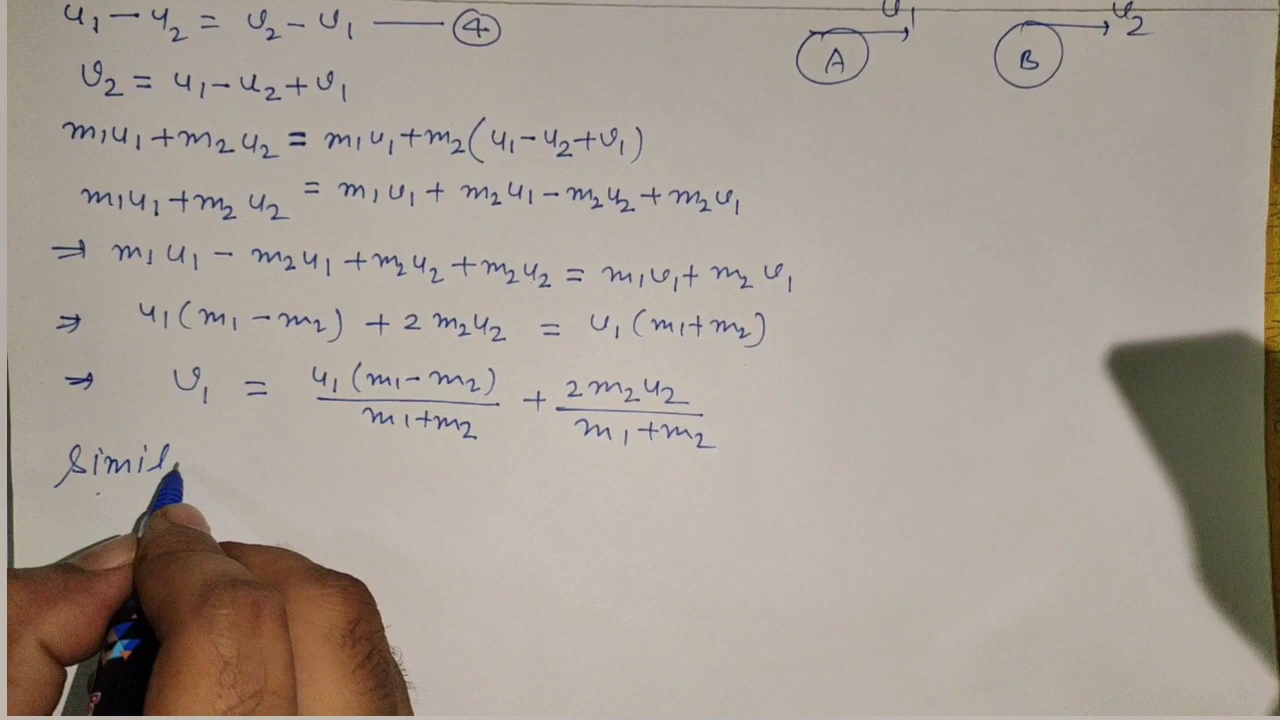 u₁ - u₂ = v₂ - v₁ —— ④
v₁
v₂
A
B
v₂ = u₁ - u₂ + v₁
m₁u₁ + m₂u₂ = m₁v₁ + m₂(u₁ - u₂ + v₁)
m₁u₁ + m₂u₂ = m₁v₁ + m₂u₁ - m₂u₂ + m₂v₁
⇒ m₁u₁ - m₂u₁ + m₂u₂ + m₂u₂ = m₁v₁ + m₂v₁
⇒ u₁(m₁ - m₂) + 2m₂u₂ = v₁(m₁ + m₂)
⇒ v₁ = u₁(m₁ - m₂)/m₁ + m₂ + 2m₂u₂/m₁ + m₂
Simil